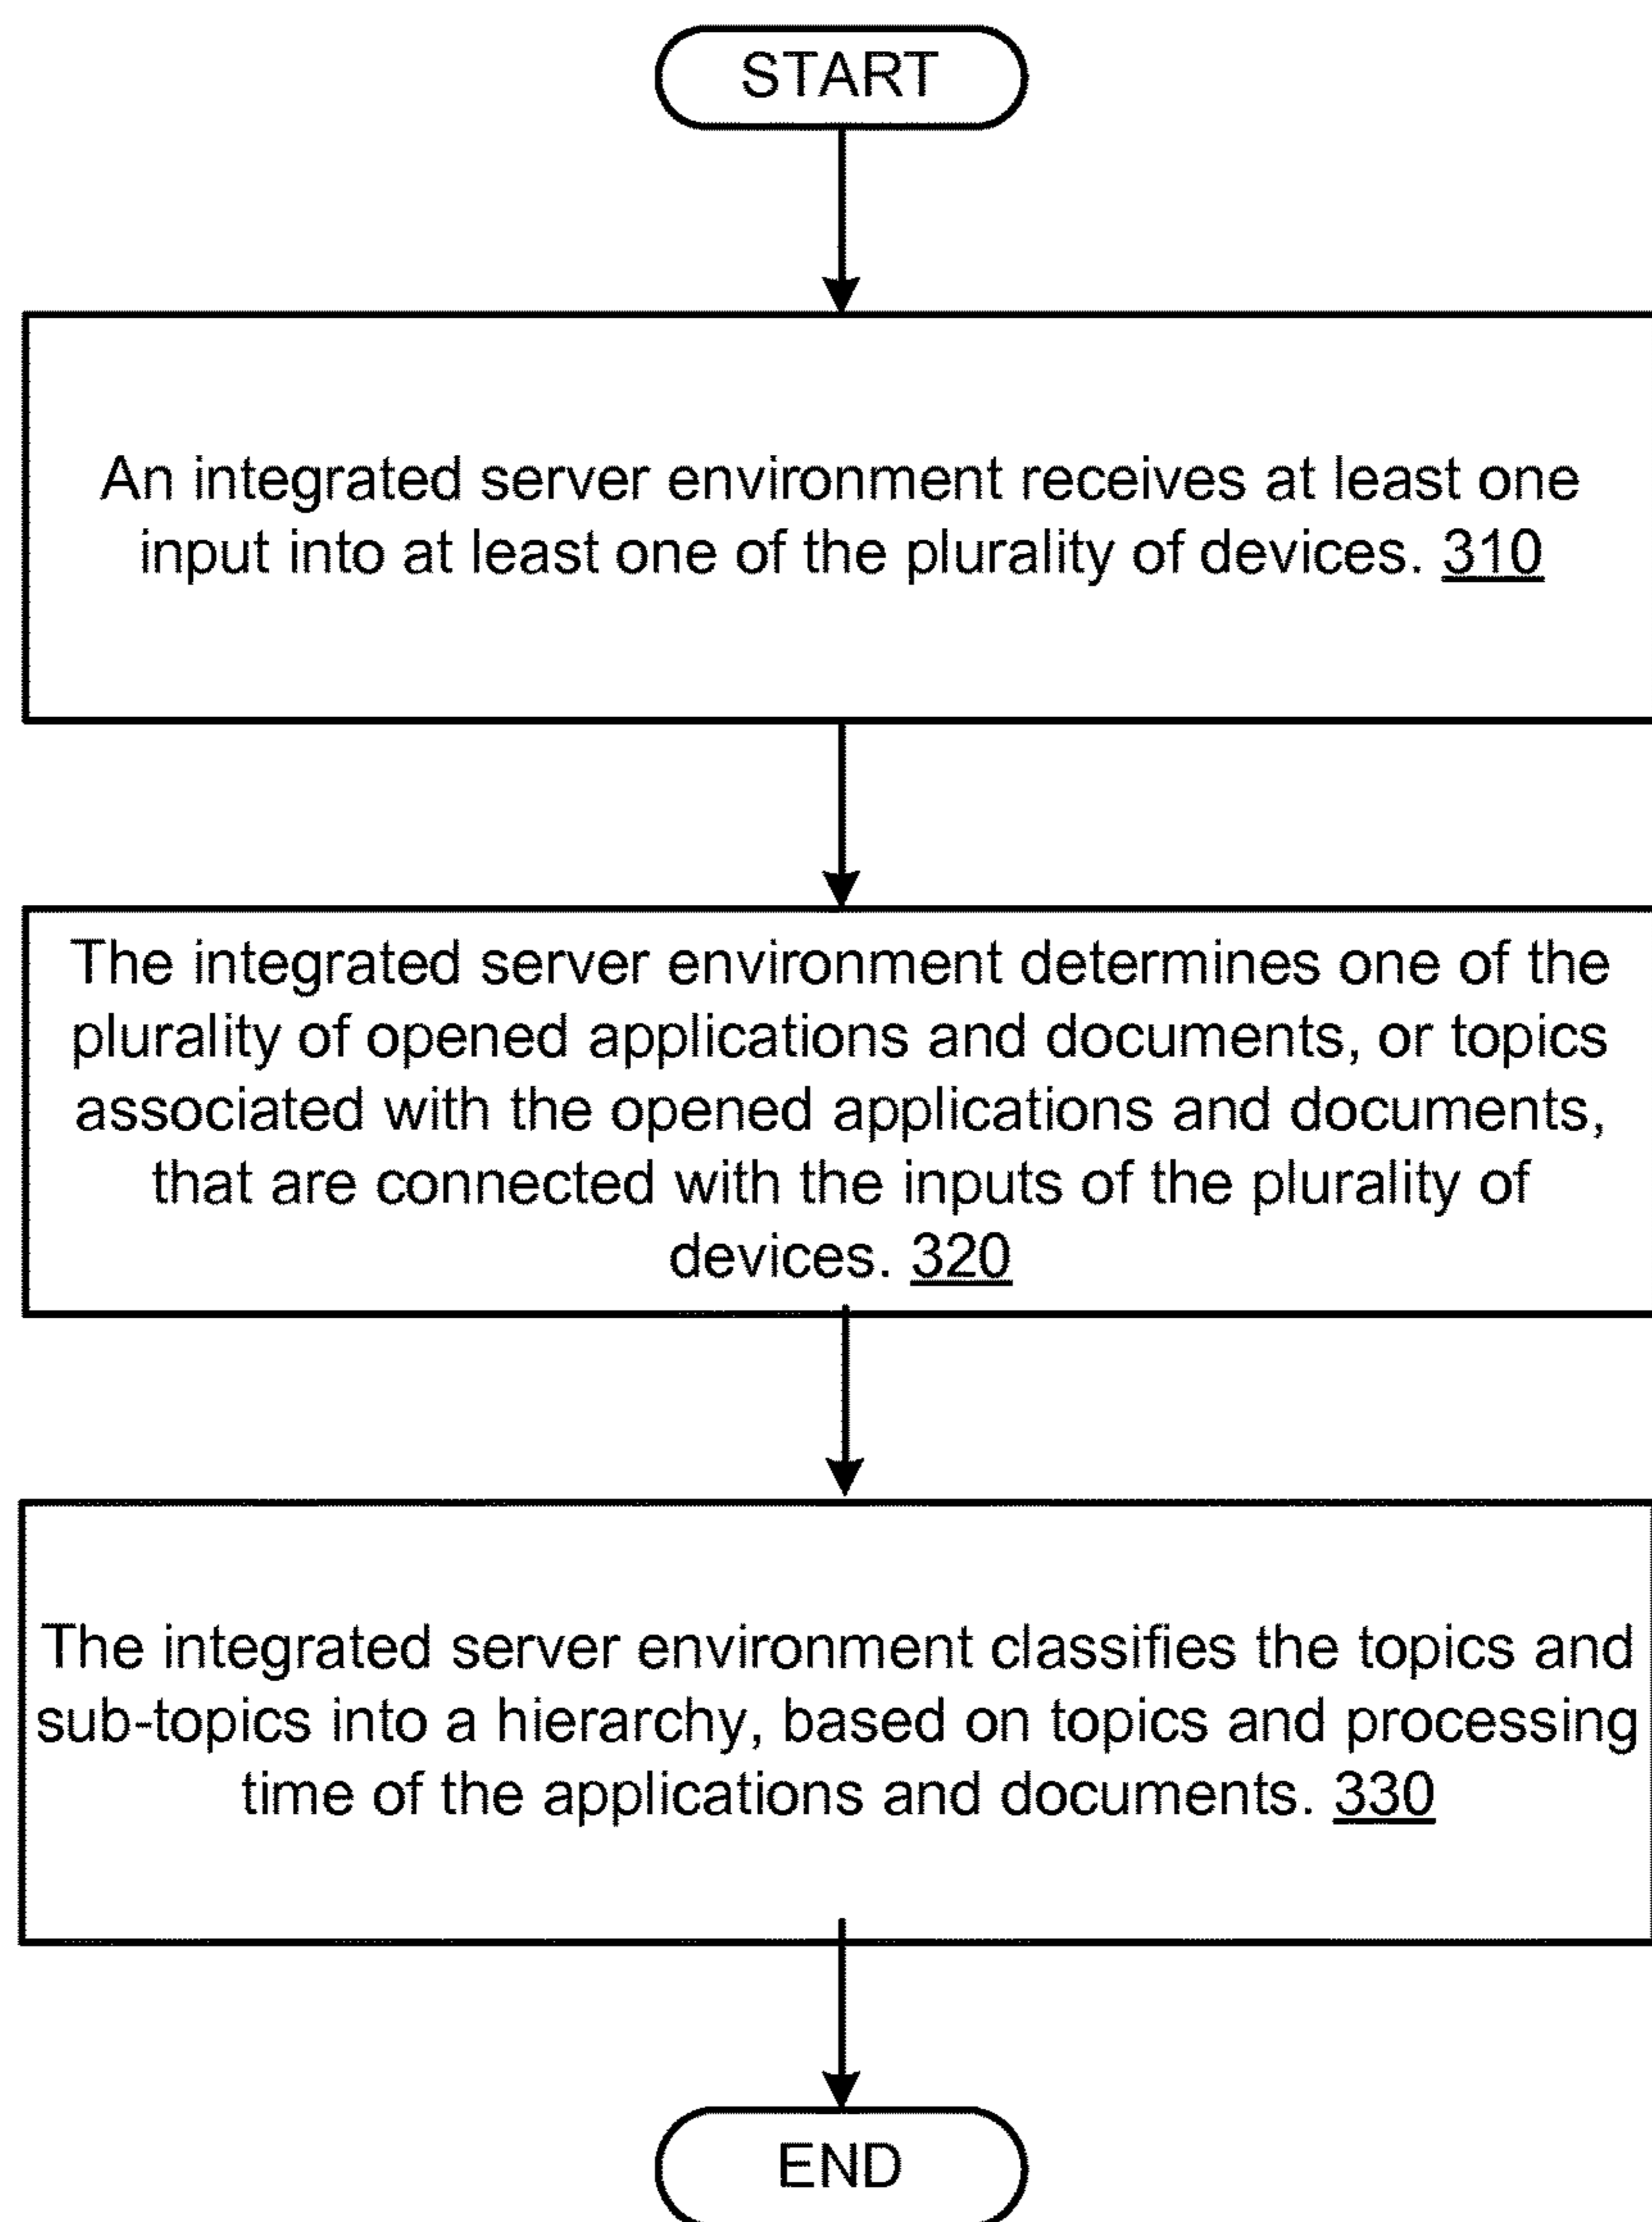 START
An integrated server environment receives at least one
input into at least one of the plurality of devices. 310
The integrated server environment determines one of the
plurality of opened applications and documents, or topics
associated with the opened applications and documents,
that are connected with the inputs of the plurality of
devices. 320
The integrated server environment classifies the topics and
sub-topics into a hierarchy, based on topics and processing
time of the applications and documents. 330
END